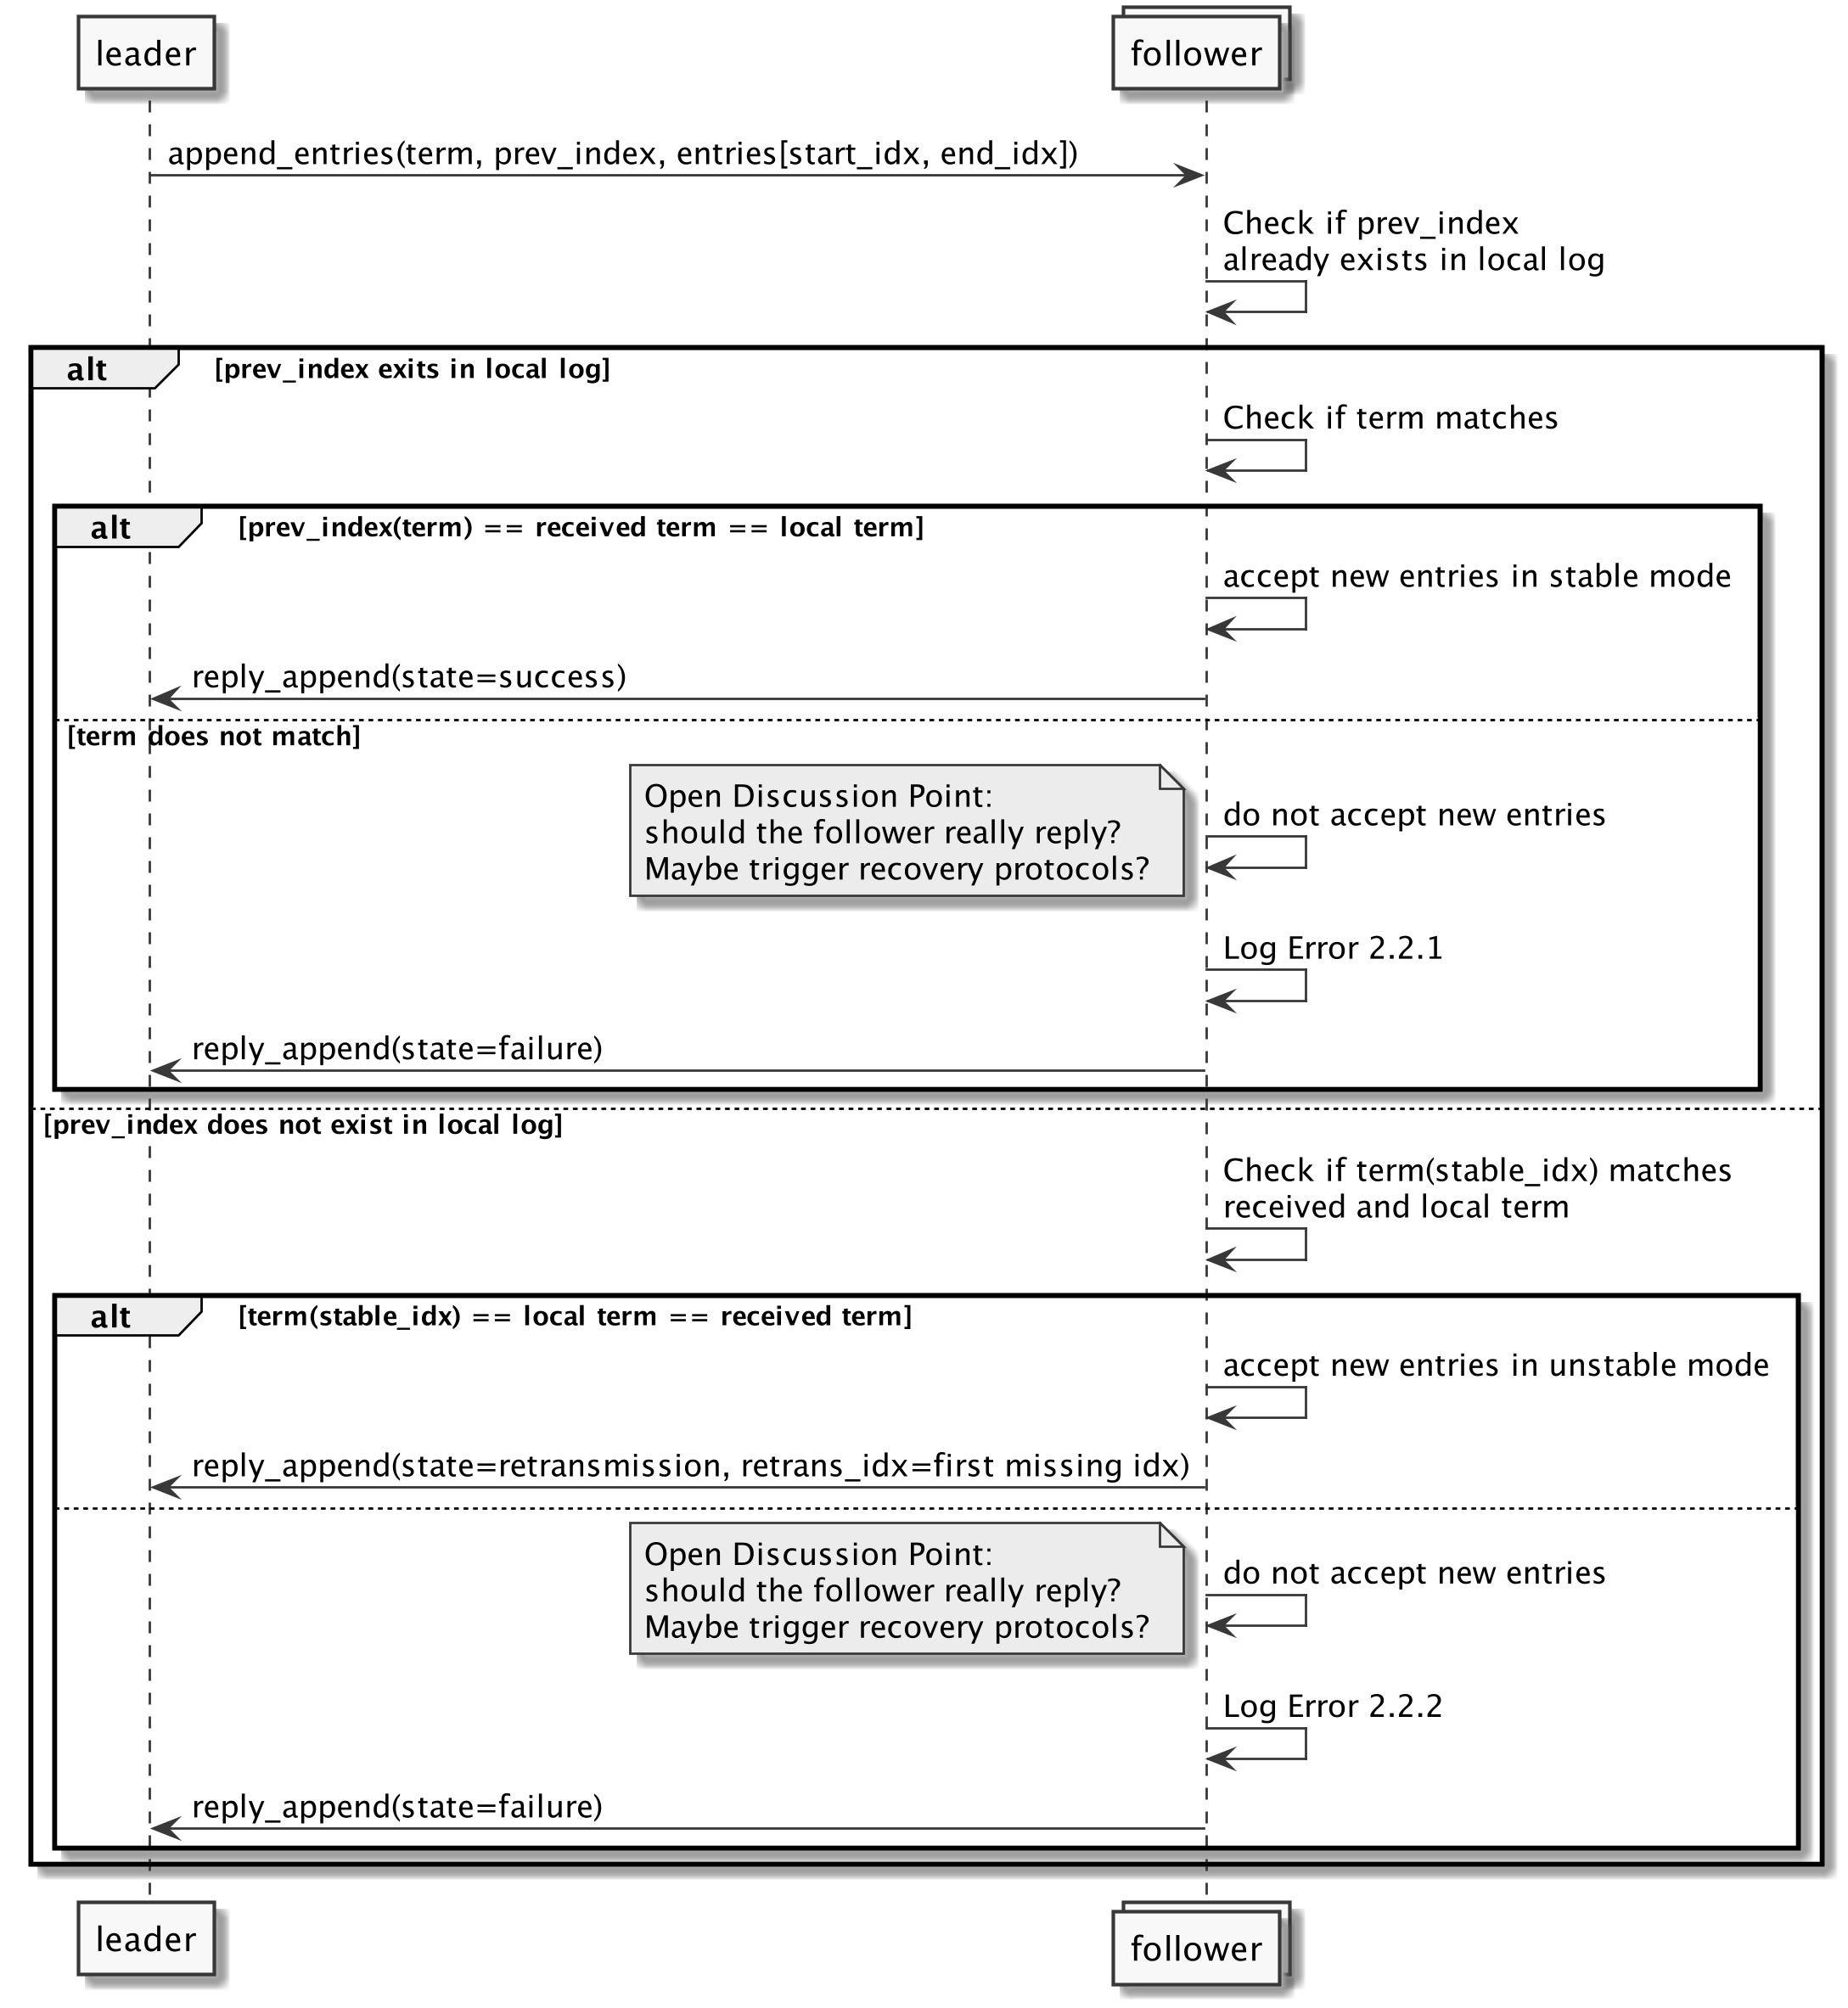 leader
follower
append_entries(term, prev_index, entries[start_idx, end_idx])
Check if prev_index
already exists in local log
alt
[prev_index exits in local log]
Check if term matches
alt
[prev_index(term) == received term == local term]
accept new entries in stable mode
reply_append(state=success)
[term does not match]
Open Discussion Point:
should the follower really reply?
Maybe trigger recovery protocols?
do not accept new entries
Log Error 2.2.1
reply_append(state=failure)
[prev_index does not exist in local log]
Check if term(stable_idx) matches
received and local term
alt
[term(stable_idx) == local term == received term]
accept new entries in unstable mode
reply_append(state=retransmission, retrans_idx=first missing idx)
Open Discussion Point:
should the follower really reply?
Maybe trigger recovery protocols?
do not accept new entries
Log Error 2.2.2
reply_append(state=failure)
leader
follower